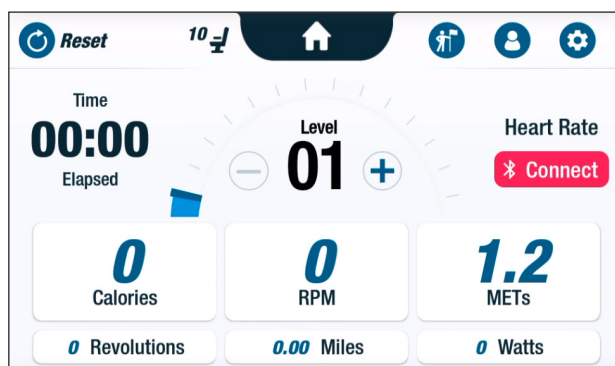 Reset
10
Time
00:00
Elapsed
Level
01
Heart Rate
Connect
0
Calories
0
RPM
1.2
METs
0 Revolutions
0.00 Miles
0 Watts